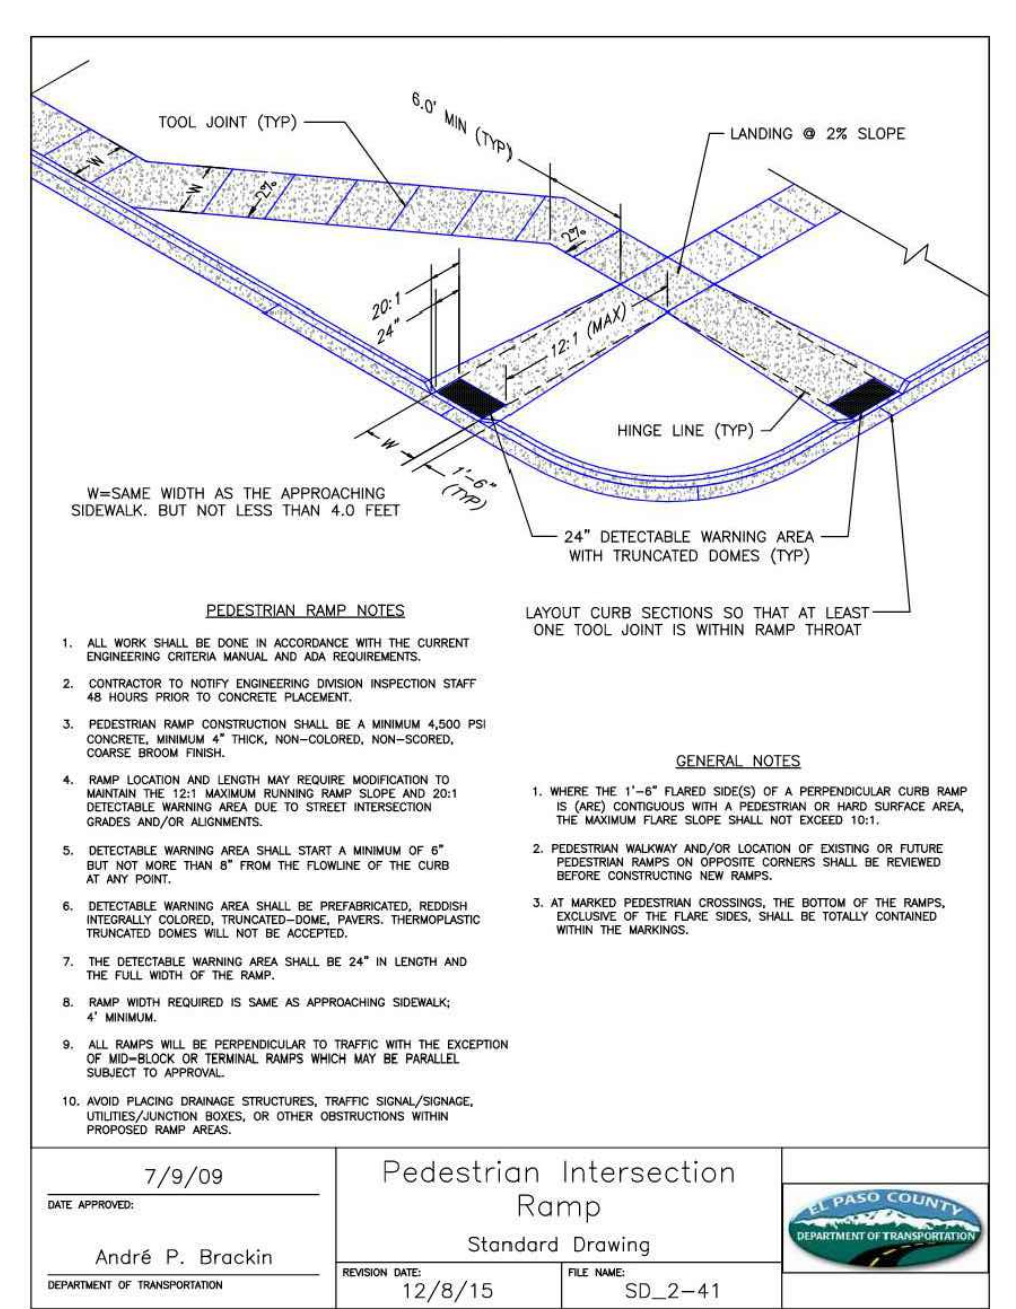 6.0' MIN (TYP)
TOOL JOINT (TYP)
LANDING @ 2% SLOPE
W
W
2%
2%
20:1
24"
12:1 (MAX)
HINGE LINE (TYP)
W
1'-6"
(TYP)
W=SAME WIDTH AS THE APPROACHING
SIDEWALK. BUT NOT LESS THAN 4.0 FEET
24" DETECTABLE WARNING AREA
WITH TRUNCATED DOMES (TYP)
LAYOUT CURB SECTIONS SO THAT AT LEAST
ONE TOOL JOINT IS WITHIN RAMP THROAT
PEDESTRIAN RAMP NOTES
1. ALL WORK SHALL BE DONE IN ACCORDANCE WITH THE CURRENT
ENGINEERING CRITERIA MANUAL AND ADA REQUIREMENTS.
2. CONTRACTOR TO NOTIFY ENGINEERING DIVISION INSPECTION STAFF
48 HOURS PRIOR TO CONCRETE PLACEMENT.
3. PEDESTRIAN RAMP CONSTRUCTION SHALL BE A MINIMUM 4,500 PSI
CONCRETE, MINIMUM 4" THICK, NON-COLORED, NON-SCORED,
COARSE BROOM FINISH.
4. RAMP LOCATION AND LENGTH MAY REQUIRE MODIFICATION TO
MAINTAIN THE 12:1 MAXIMUM RUNNING RAMP SLOPE AND 20:1
DETECTABLE WARNING AREA DUE TO STREET INTERSECTION
GRADES AND/OR ALIGNMENTS.
5. DETECTABLE WARNING AREA SHALL START A MINIMUM OF 6"
BUT NOT MORE THAN 8" FROM THE FLOWLINE OF THE CURB
AT ANY POINT.
6. DETECTABLE WARNING AREA SHALL BE PREFABRICATED, REDDISH
INTEGRALLY COLORED, TRUNCATED-DOME, PAVERS. THERMOPLASTIC
TRUNCATED DOMES WILL NOT BE ACCEPTED.
7. THE DETECTABLE WARNING AREA SHALL BE 24" IN LENGTH AND
THE FULL WIDTH OF THE RAMP.
8. RAMP WIDTH REQUIRED IS SAME AS APPROACHING SIDEWALK;
4' MINIMUM.
9. ALL RAMPS WILL BE PERPENDICULAR TO TRAFFIC WITH THE EXCEPTION
OF MID-BLOCK OR TERMINAL RAMPS WHICH MAY BE PARALLEL
SUBJECT TO APPROVAL.
10. AVOID PLACING DRAINAGE STRUCTURES, TRAFFIC SIGNAL/SIGNAGE,
UTILITIES/JUNCTION BOXES, OR OTHER OBSTRUCTIONS WITHIN
PROPOSED RAMP AREAS.
GENERAL NOTES
1. WHERE THE 1'-6" FLARED SIDE(S) OF A PERPENDICULAR CURB RAMP
IS (ARE) CONTIGUOUS WITH A PEDESTRIAN OR HARD SURFACE AREA,
THE MAXIMUM FLARE SLOPE SHALL NOT EXCEED 10:1.
2. PEDESTRIAN WALKWAY AND/OR LOCATION OF EXISTING OR FUTURE
PEDESTRIAN RAMPS ON OPPOSITE CORNERS SHALL BE REVIEWED
BEFORE CONSTRUCTING NEW RAMPS.
3. AT MARKED PEDESTRIAN CROSSINGS, THE BOTTOM OF THE RAMPS,
EXCLUSIVE OF THE FLARE SIDES, SHALL BE TOTALLY CONTAINED
WITHIN THE MARKINGS.
7/9/09
DATE APPROVED:
André P. Brackin
DEPARTMENT OF TRANSPORTATION
Pedestrian Intersection
Ramp
Standard Drawing
REVISION DATE:
12/8/15
FILE NAME:
SD_2-41
EL PASO COUNTY
DEPARTMENT OF TRANSPORTATION